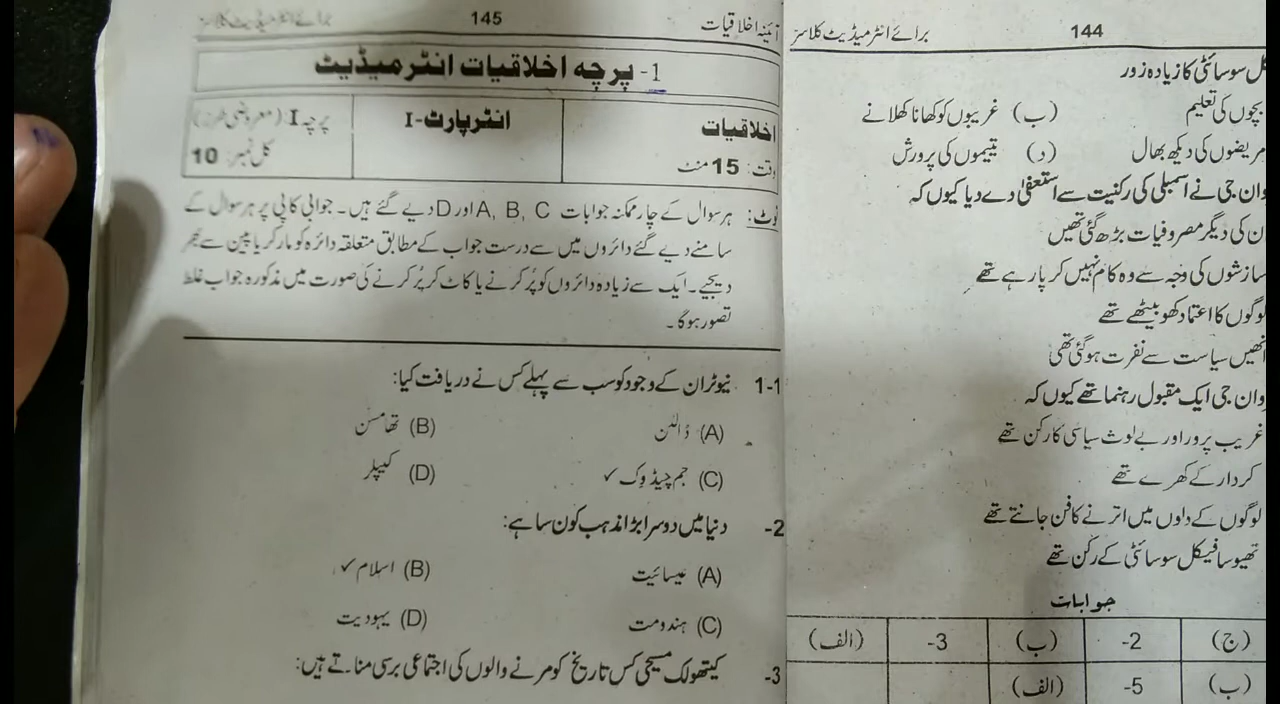 144
برائے انٹرمیڈیٹ کلاسز
سوسائٹی کا زیادہ زور
بچوں کی تعلیم (ب) غریبوں کو کھانا کھلانے
مریضوں کی دیکھ بھال (د) یتیموں کی پرورش
وان جی نے اسمبلی کی رکنیت سے استعفیٰ دے دیا کیوں کہ
ن کی دیگر مصروفیات بڑھ گئی تھیں
سازشوں کی وجہ سے وہ کام نہیں کر پا رہے تھے
لوگوں کا اعتماد کھو بیٹھے تھے
انھیں سیاست سے نفرت ہو گئی تھی
وان جی ایک مقبول رہنما تھے کیوں کہ
غریب پرور اور بے لوث سیاسی کارکن تھے
کردار کے کھرے تھے
لوگوں کے دلوں میں اترنے کا فن جانتے تھے
تھیوسافیکل سوسائٹی کے رکن تھے
جوابات
(ج) -2 (ب) -3 (الف)
(ب) -5 (الف)
آئینہ اخلاقیات 145 برائے انٹرمیڈیٹ کلاسز
1- پرچہ اخلاقیات انٹرمیڈیٹ
اخلاقیات انٹر پارٹ-I پرچہ I: (معروضی طرز)
وقت: 15 منٹ کل نمبر: 10
نوٹ: ہر سوال کے چار ممکنہ جوابات A, B, C اور D دیے گئے ہیں۔ جوابی کاپی پر ہر سوال کے
سامنے دیے گئے دائروں میں سے درست جواب کے مطابق متعلقہ دائرہ کو مارکر یا پین سے بھر
دیجیے۔ ایک سے زیادہ دائروں کو پُر کرنے یا کاٹ کر پُر کرنے کی صورت میں مذکورہ جواب غلط
تصور ہوگا۔
1-1 نیوٹران کے وجود کو سب سے پہلے کس نے دریافت کیا:
(A) ڈالٹن (B) تھامسن
(C) جم چیڈوِک ✓ (D) کیپلر
-2 دنیا میں دوسرا بڑا مذہب کون سا ہے:
(A) عیسائیت (B) اسلام ✓
(C) ہندومت (D) یہودیت
-3 کیتھولک مسیحی کس تاریخ کو مرنے والوں کی اجتماعی برسی مناتے ہیں: